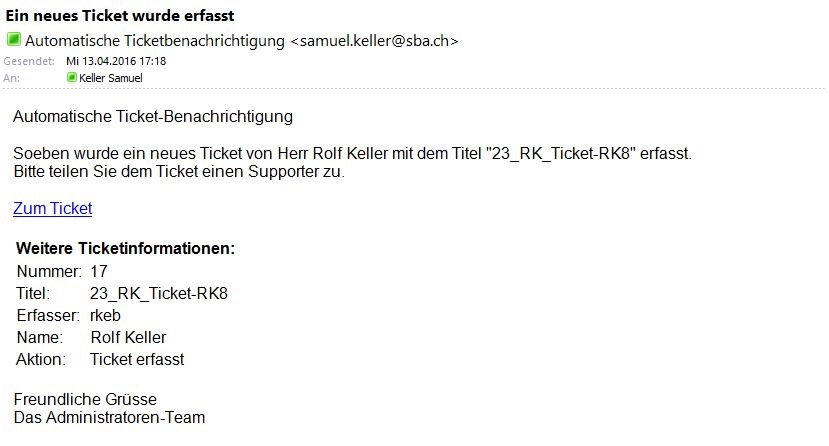 Ein neues Ticket wurde erfasst
Automatische Ticketbenachrichtigung <samuel.keller@sba.ch>
Gesendet: Mi 13.04.2016 17:18
An: Keller Samuel
Automatische Ticket-Benachrichtigung
Soeben wurde ein neues Ticket von Herr Rolf Keller mit dem Titel "23_RK_Ticket-RK8" erfasst.
Bitte teilen Sie dem Ticket einen Supporter zu.
Zum Ticket
Weitere Ticketinformationen:
Nummer: 17
Titel: 23_RK_Ticket-RK8
Erfasser: rkeb
Name: Rolf Keller
Aktion: Ticket erfasst
Freundliche Grüsse
Das Administratoren-Team